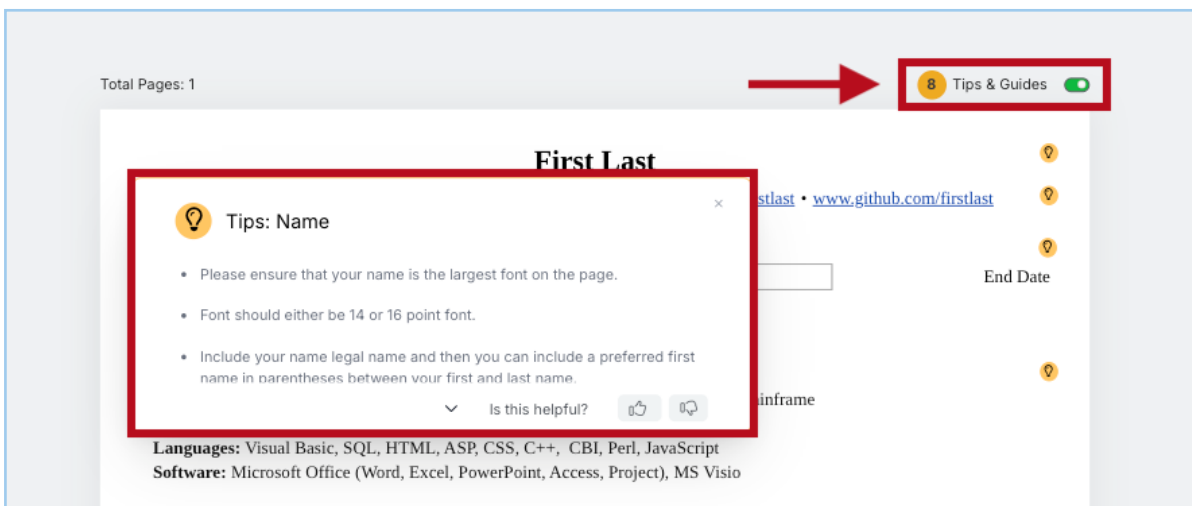 Total Pages: 1
8 Tips & Guides
First Last
stlast • www.github.com/firstlast
Tips: Name
×
• Please ensure that your name is the largest font on the page.
End Date
• Font should either be 14 or 16 point font.
• Include your name legal name and then you can include a preferred first
name in parentheses between your first and last name.
Is this helpful?
ainframe
Languages: Visual Basic, SQL, HTML, ASP, CSS, C++, CBI, Perl, JavaScript
Software: Microsoft Office (Word, Excel, PowerPoint, Access, Project), MS Visio